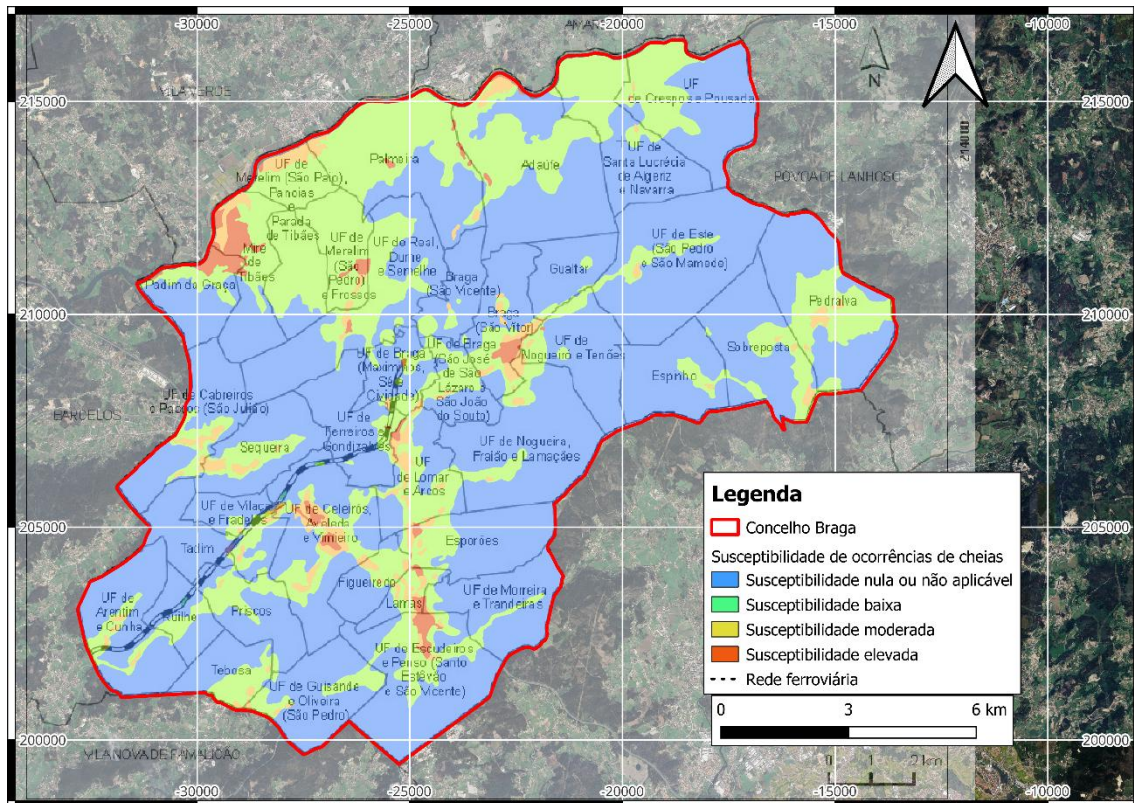 -30000
-25000
-20000
-15000
-10000
AMAR
VILA VERDE
215000
215000
UF
de Crespos e Pousada
N
214000
Palmeira
Adaúfe
UF de
Santa Lucrécia
de Algeriz
e Navarra
POVOA DE LANHOSO
UF de
Merelim (São Paio),
Panoias
e
Parada
de Tibães
Mire
de
Tibães
UF de
Merelim
(São
Pedro)
e Frossos
UF de Real,
Dume
e Semelhe
UF de Este
(São Pedro
e São Mamede)
Gualtar
Padim da Graça
Braga
(São Vicente)
210000
210000
Pedralva
Braga
(São Vítor)
UF de
Nogueiró e Tenões
Sobreposta
Espinho
UF de Braga
(Maximinos,
Sé e
Cividade)
UF de Braga
(São José
de São
Lázaro e
São João
do Souto)
UF de Cabreiros
e Passos (São Julião)
BARCELOS
UF de
Ferreiros e
Gondizalves
Sequeira
UF de Nogueira,
Fraião e Lamaçães
UF
de Lomar
e Arcos
UF de Vilaça
e Fradelos
UF de Celeirós,
Aveleda
e Vimieiro
205000
205000
Tadim
Esporões
Figueiredo
UF de
Arentim
e Cunha
Ruilhe
Priscos
Lamas
UF de Morreira
e Trandeiras
Tebosa
UF de Guisande
e Oliveira
(São Pedro)
UF de Escudeiros
e Penso (Santo
Estêvão
e São Vicente)
200000
200000
VILA NOVA DE FAMALICÃO
Legenda
Concelho Braga
Susceptibilidade de ocorrências de cheias
Susceptibilidade nula ou não aplicável
Susceptibilidade baixa
Susceptibilidade moderada
Susceptibilidade elevada
Rede ferroviária
0 3 6 km
0 1 2 km
-30000
-25000
-20000
-15000
-10000